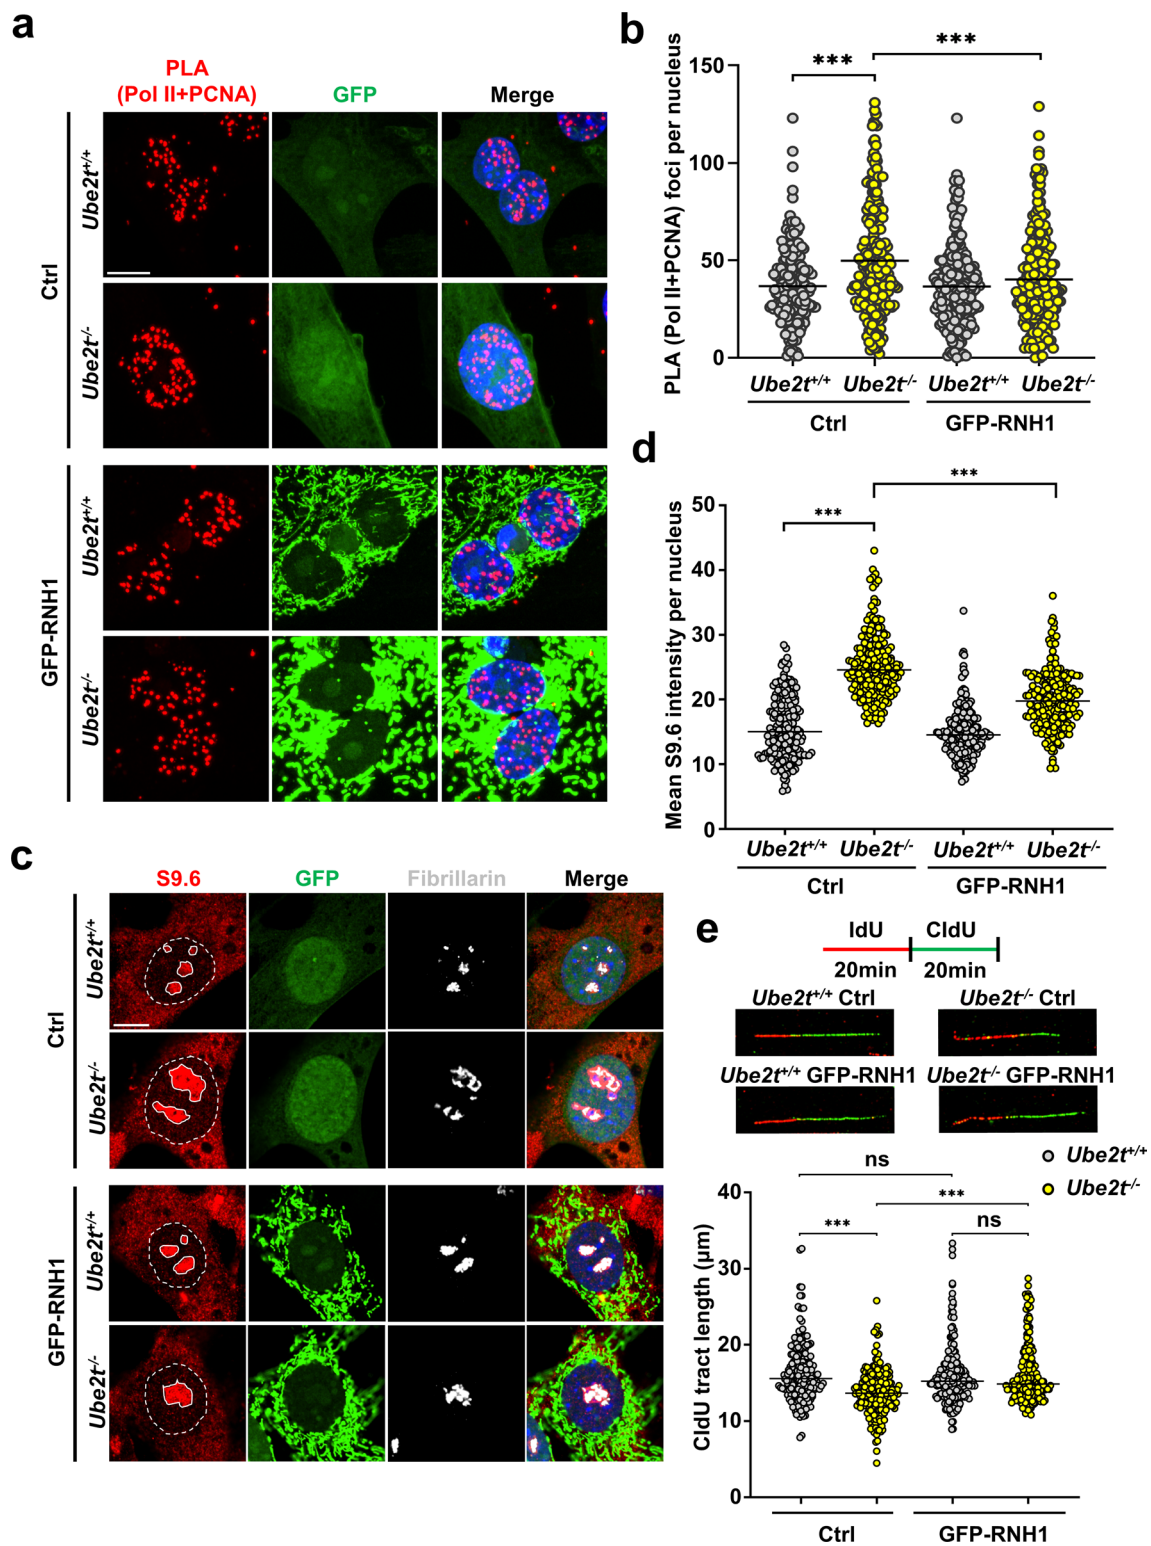 a
PLA
(Pol II+PCNA)
GFP
Merge
Ctrl
Ube2t+/+
Ube2t-/-
GFP-RNH1
Ube2t+/+
Ube2t-/-
b
PLA (Pol II+PCNA) foci per nucleus
150
100
50
0
***
***
Ube2t+/+ Ube2t-/- Ube2t+/+ Ube2t-/-
Ctrl
GFP-RNH1
c
S9.6
GFP
Fibrillarin
Merge
Ctrl
Ube2t+/+
Ube2t-/-
GFP-RNH1
Ube2t+/+
Ube2t-/-
d
Mean S9.6 intensity per nucleus
50
40
30
20
10
0
***
***
Ube2t+/+ Ube2t-/- Ube2t+/+ Ube2t-/-
Ctrl
GFP-RNH1
e
IdU
CldU
20min
20min
Ube2t+/+ Ctrl
Ube2t-/- Ctrl
Ube2t+/+ GFP-RNH1
Ube2t-/- GFP-RNH1
Ube2t+/+
Ube2t-/-
CldU tract length (μm)
40
30
20
10
0
ns
***
***
ns
Ctrl
GFP-RNH1